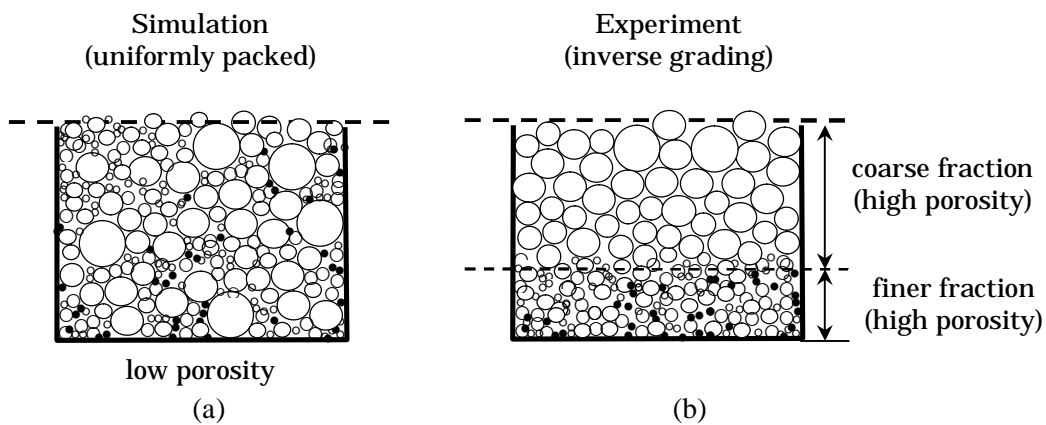 Simulation
(uniformly packed)
low porosity
(a)
Experiment
(inverse grading)
coarse fraction
(high porosity)
finer fraction
(high porosity)
(b)